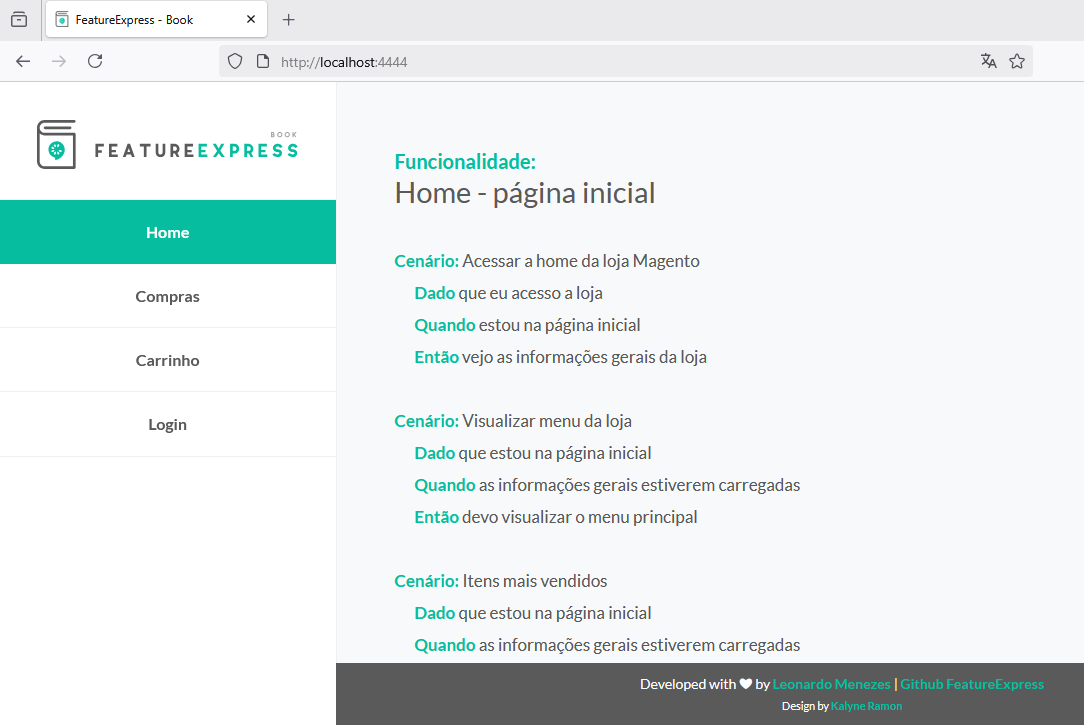 FeatureExpress - Book
http://localhost:4444
BOOK
FEATUREEXPRESS
Home
Compras
Carrinho
Login
Funcionalidade:
Home - página inicial
Cenário: Acessar a home da loja Magento
Dado que eu acesso a loja
Quando estou na página inicial
Então vejo as informações gerais da loja
Cenário: Visualizar menu da loja
Dado que estou na página inicial
Quando as informações gerais estiverem carregadas
Então devo visualizar o menu principal
Cenário: Itens mais vendidos
Dado que estou na página inicial
Quando as informações gerais estiverem carregadas
Developed with ❤ by Leonardo Menezes | Github FeatureExpress
Design by Kalyne Ramon